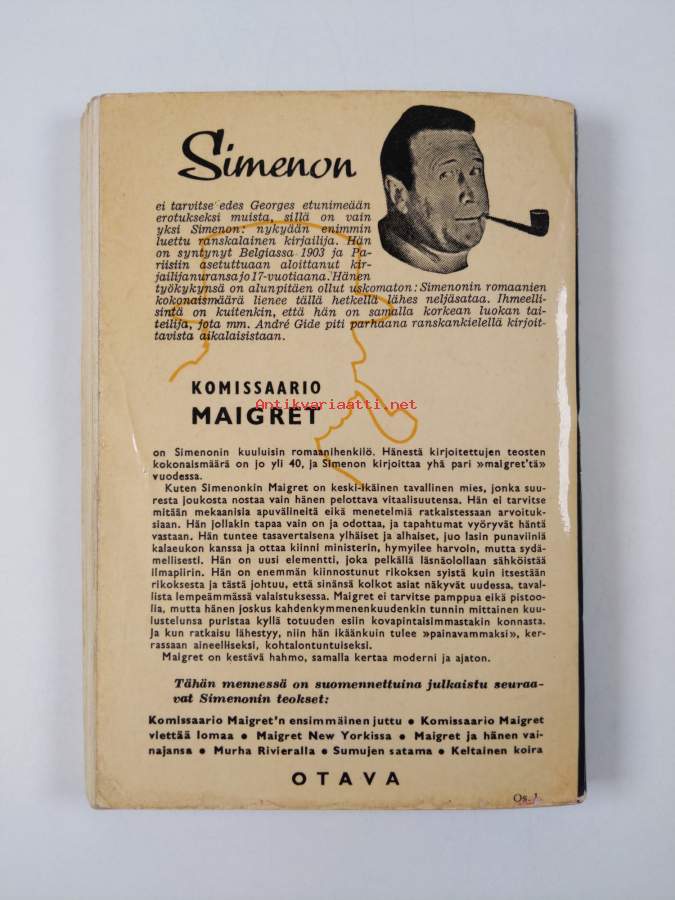 Simenon
ei tarvitse edes Georges etunimeään
erotukseksi muista, sillä on vain
yksi Simenon: nykyään enimmin
luettu ranskalainen kirjailija. Hän
on syntynyt Belgiassa 1903 ja Pa-
riisiin asetuttuaan aloittanut kir-
jailijanuransa jo 17-vuotiaana. Hänen
työkykynsä on alunpitäen ollut uskomaton: Simenonin romaanien
kokonaismäärä lienee tällä hetkellä lähes neljäsataa. Ihmeelli-
sintä on kuitenkin, että hän on samalla korkean luokan tai-
teilija, jota mm. André Gide piti parhaana ranskankielellä kirjoit-
tavista aikalaisistaan.
KOMISSAARIO
MAIGRET
Antikvariaatti.net
on Simenonin kuuluisin romaanihenkilö. Hänestä kirjoitettujen teosten
kokonaismäärä on jo yli 40, ja Simenon kirjoittaa yhä pari »maigret'tä»
vuodessa.
Kuten Simenonkin Maigret on keski-ikäinen tavallinen mies, jonka suu-
resta joukosta nostaa vain hänen pelottava vitaalisuutensa. Hän ei tarvitse
mitään mekaanisia apuvälineitä eikä menetelmiä ratkaistessaan arvoituk-
siaan. Hän jollakin tapaa vain on ja odottaa, ja tapahtumat vyöryvät häntä
vastaan. Hän tuntee tasavertaisena ylhäiset ja alhaiset, juo lasin punaviiniä
kalaeukon kanssa ja ottaa kiinni ministerin, hymyilee harvoin, mutta sydä-
mellisesti. Hän on uusi elementti, joka pelkällä läsnäolollaan sähköistää
ilmapiirin. Hän on enemmän kiinnostunut rikoksen syistä kuin itsestään
rikoksesta ja tästä johtuu, että sinänsä kolkot asiat näkyvät uudessa, taval-
lista lempeämmässä valaistuksessa. Maigret ei tarvitse pamppua eikä pistoo-
lia, mutta hänen joskus kahdenkymmenenkuudenkin tunnin mittainen kuu-
lustelunsa puristaa kyllä totuuden esiin kovapintaisimmastakin konnasta.
Ja kun ratkaisu lähestyy, niin hän ikäänkuin tulee »painavammaksi», ker-
rassaan aineelliseksi, kohtalontuntuiseksi.
Maigret on kestävä hahmo, samalla kertaa moderni ja ajaton.
Tähän mennessä on suomennettuina julkaistu seuraa-
vat Simenonin teokset:
Komissaario Maigret'n ensimmäinen juttu ● Komissaario Maigret
viettää lomaa ● Maigret New Yorkissa ● Maigret ja hänen vai-
najansa ● Murha Rivieralla ● Sumujen satama ● Keltainen koira
OTAVA
Os. 1.